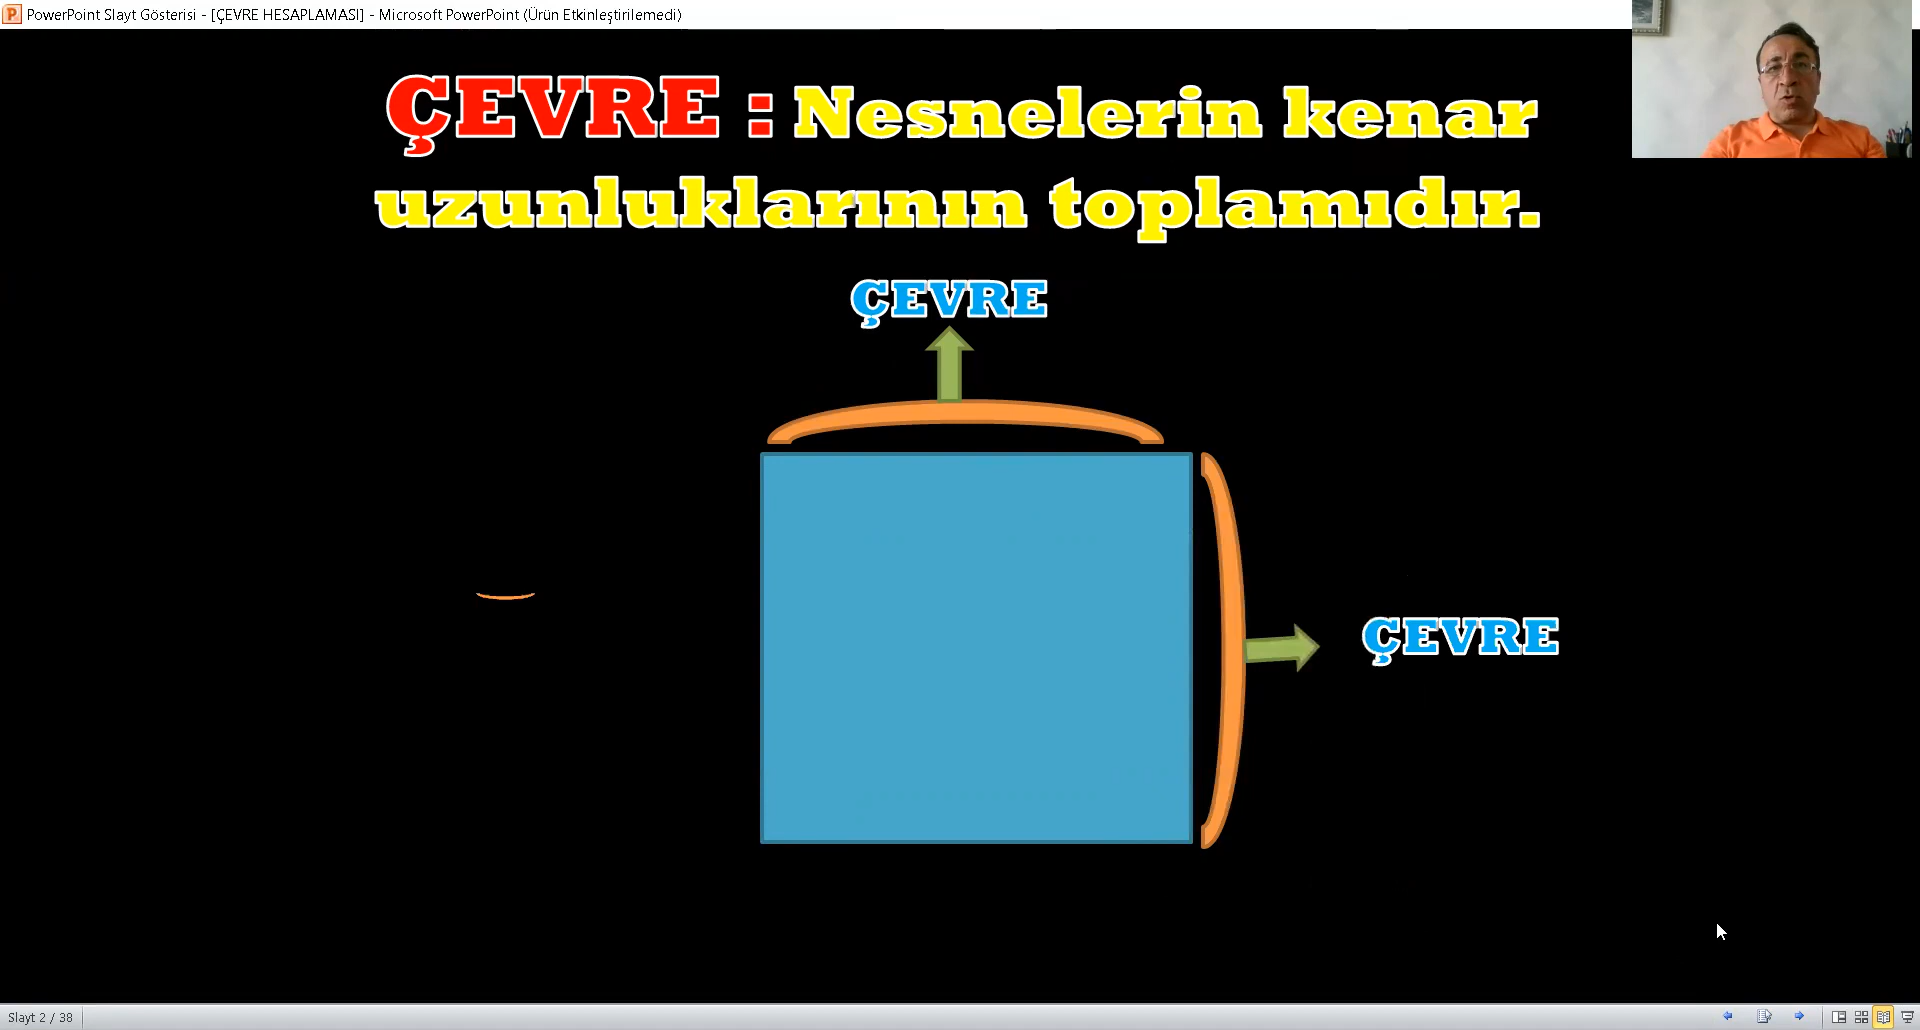 PowerPoint Slayt Gösterisi - [ÇEVRE HESAPLAMASI] - Microsoft PowerPoint (Ürün Etkinleştirilemedi)
ÇEVRE : Nesnelerin kenar
uzunluklarının toplamıdır.
ÇEVRE
ÇEVRE
Slayt 2 / 38